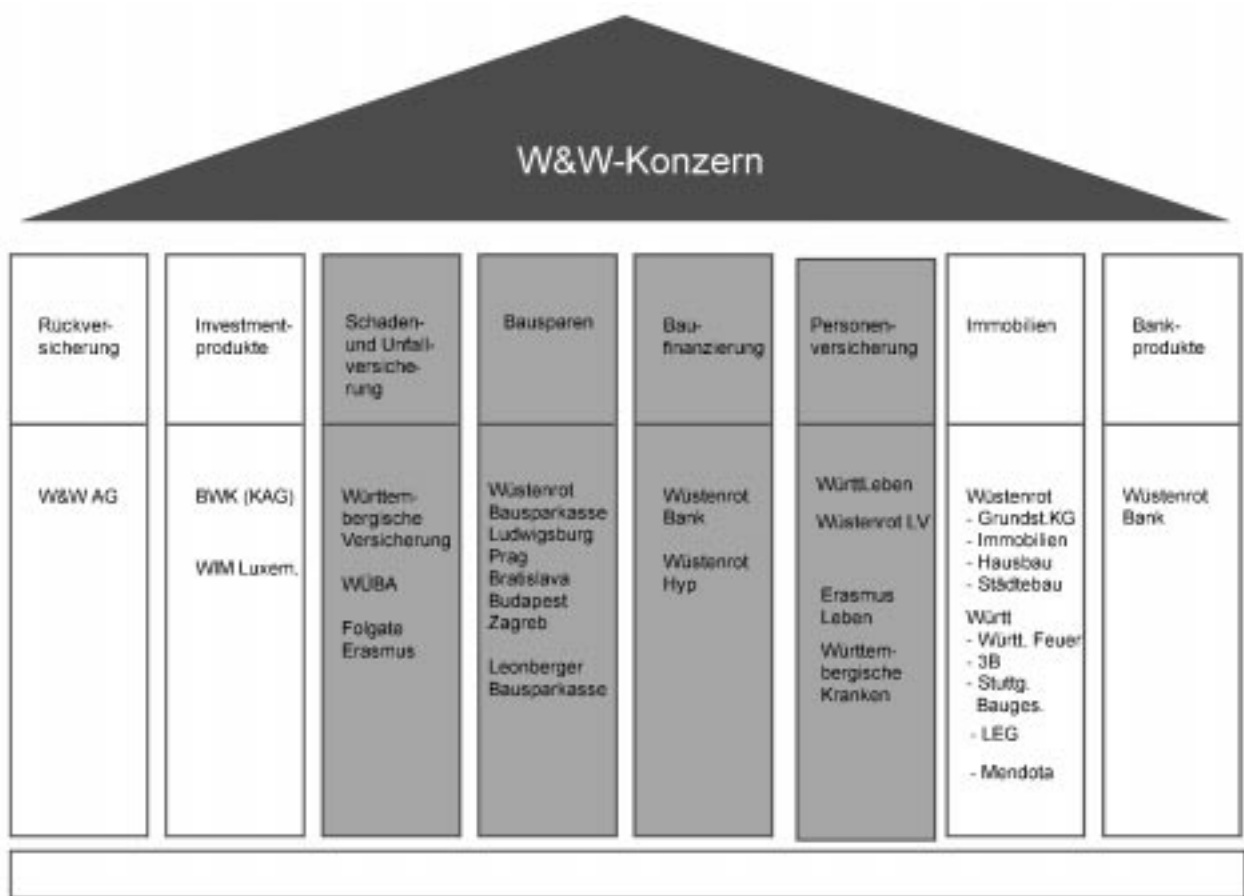 W&W-Konzern
Rückver-
sicherung
W&W AG
Investment-
produkte
BWK (KAG)
WIM Luxem.
Schaden-
und Unfall-
versiche-
rung
Württem-
bergische
Versicherung
WÜBA
Folgate
Erasmus
Bausparen
Wüstenrot
Bausparkasse
Ludwigsburg
Prag
Bratislava
Budapest
Zagreb
Leonberger
Bausparkasse
Bau-
finanzierung
Wüstenrot
Bank
Wüstenrot
Hyp
Personen-
versicherung
WürttLeben
Wüstenrot LV
Erasmus
Leben
Württem-
bergische
Kranken
Immobilien
Wüstenrot
- Grundst.KG
- Immobilien
- Hausbau
- Städtebau
Württ
- Württ. Feuer
- 3B
- Stuttg.
Bauges.
- LEG
- Mendota
Bank-
produkte
Wüstenrot
Bank